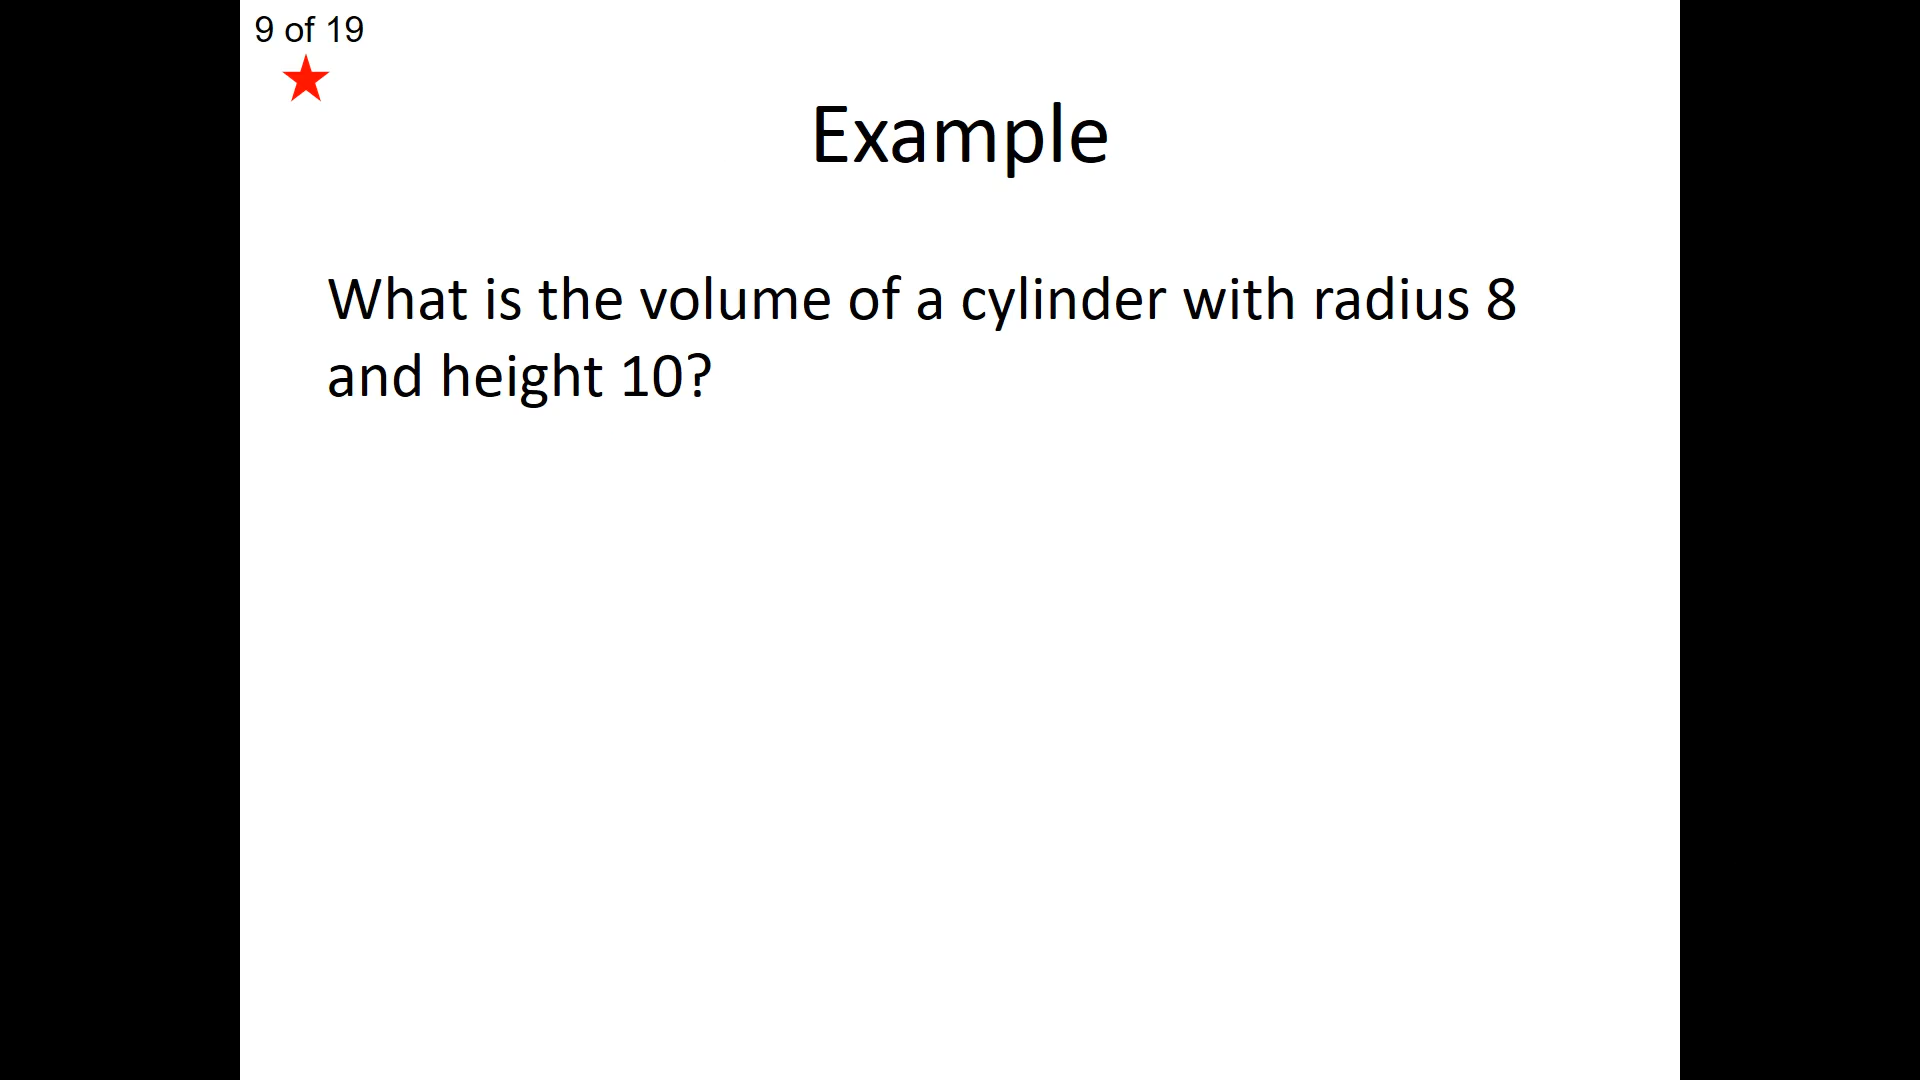 9 of 19
Example
What is the volume of a cylinder with radius 8
and height 10?